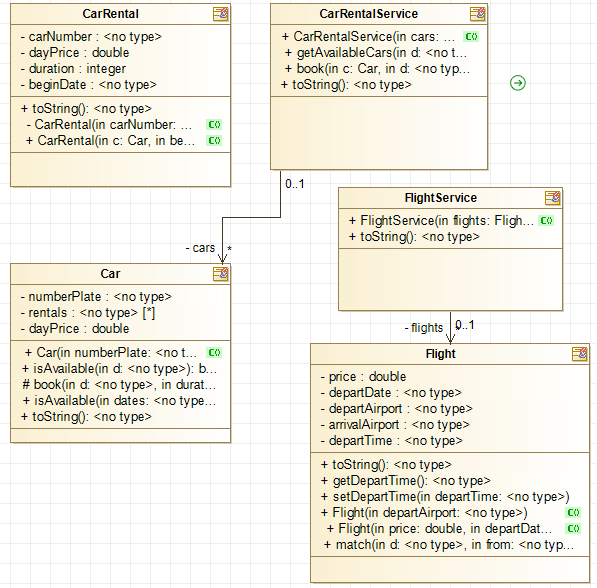 CarRental
- carNumber : <no type>
- dayPrice : double
- duration : integer
- beginDate : <no type>
+ toString(): <no type>
- CarRental(in carNumber: ... C()
+ CarRental(in c: Car, in be... C()
CarRentalService
+ CarRentalService(in cars: ... C()
+ getAvailableCars(in d: <no t...
+ book(in c: Car, in d: <no typ...
+ toString(): <no type>
0..1
- cars *
FlightService
+ FlightService(in flights: Fligh... C()
+ toString(): <no type>
0..1
- flights *
Car
- numberPlate : <no type>
- rentals : <no type> [*]
- dayPrice : double
+ Car(in numberPlate: <no t... C()
+ isAvailable(in d: <no type>): b...
# book(in d: <no type>, in durat...
+ isAvailable(in dates: <no type...
+ toString(): <no type>
Flight
- price : double
- departDate : <no type>
- departAirport : <no type>
- arrivalAirport : <no type>
- departTime : <no type>
+ toString(): <no type>
+ getDepartTime(): <no type>
+ setDepartTime(in departTime: <no type>)
+ Flight(in departAirport: <no type>) C()
+ Flight(in price: double, in departDat... C()
+ match(in d: <no type>, in from: <no typ...